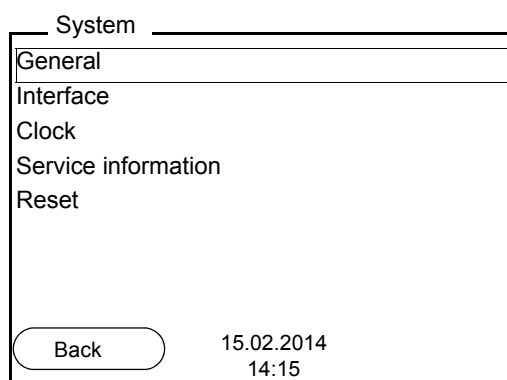 System
General
Interface
Clock
Service information
Reset
Back
15.02.2014
14:15